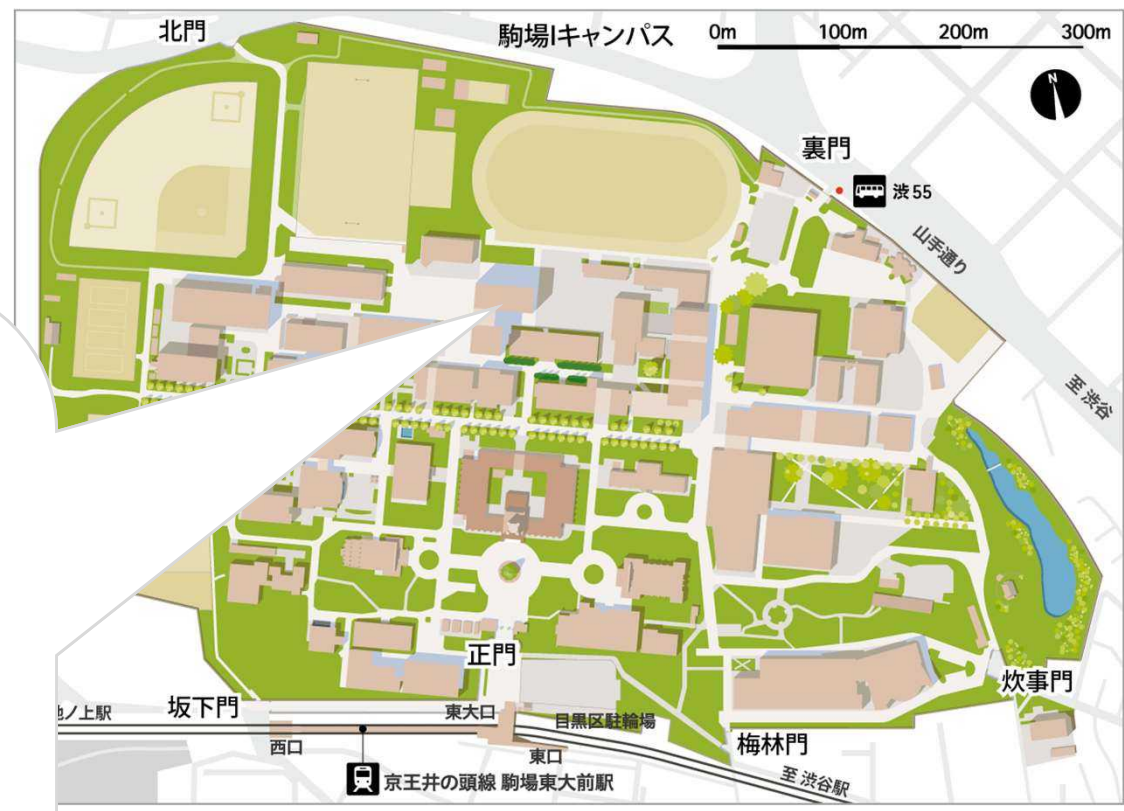 北門
駒場Iキャンパス
0m 100m 200m 300m
N
裏門
渋55
山手通り
至 渋谷
正門
炊事門
坂下門
東大口
目黒区駐輪場
梅林門
ノ上駅
西口
東口
至 渋谷駅
京王井の頭線 駒場東大前駅